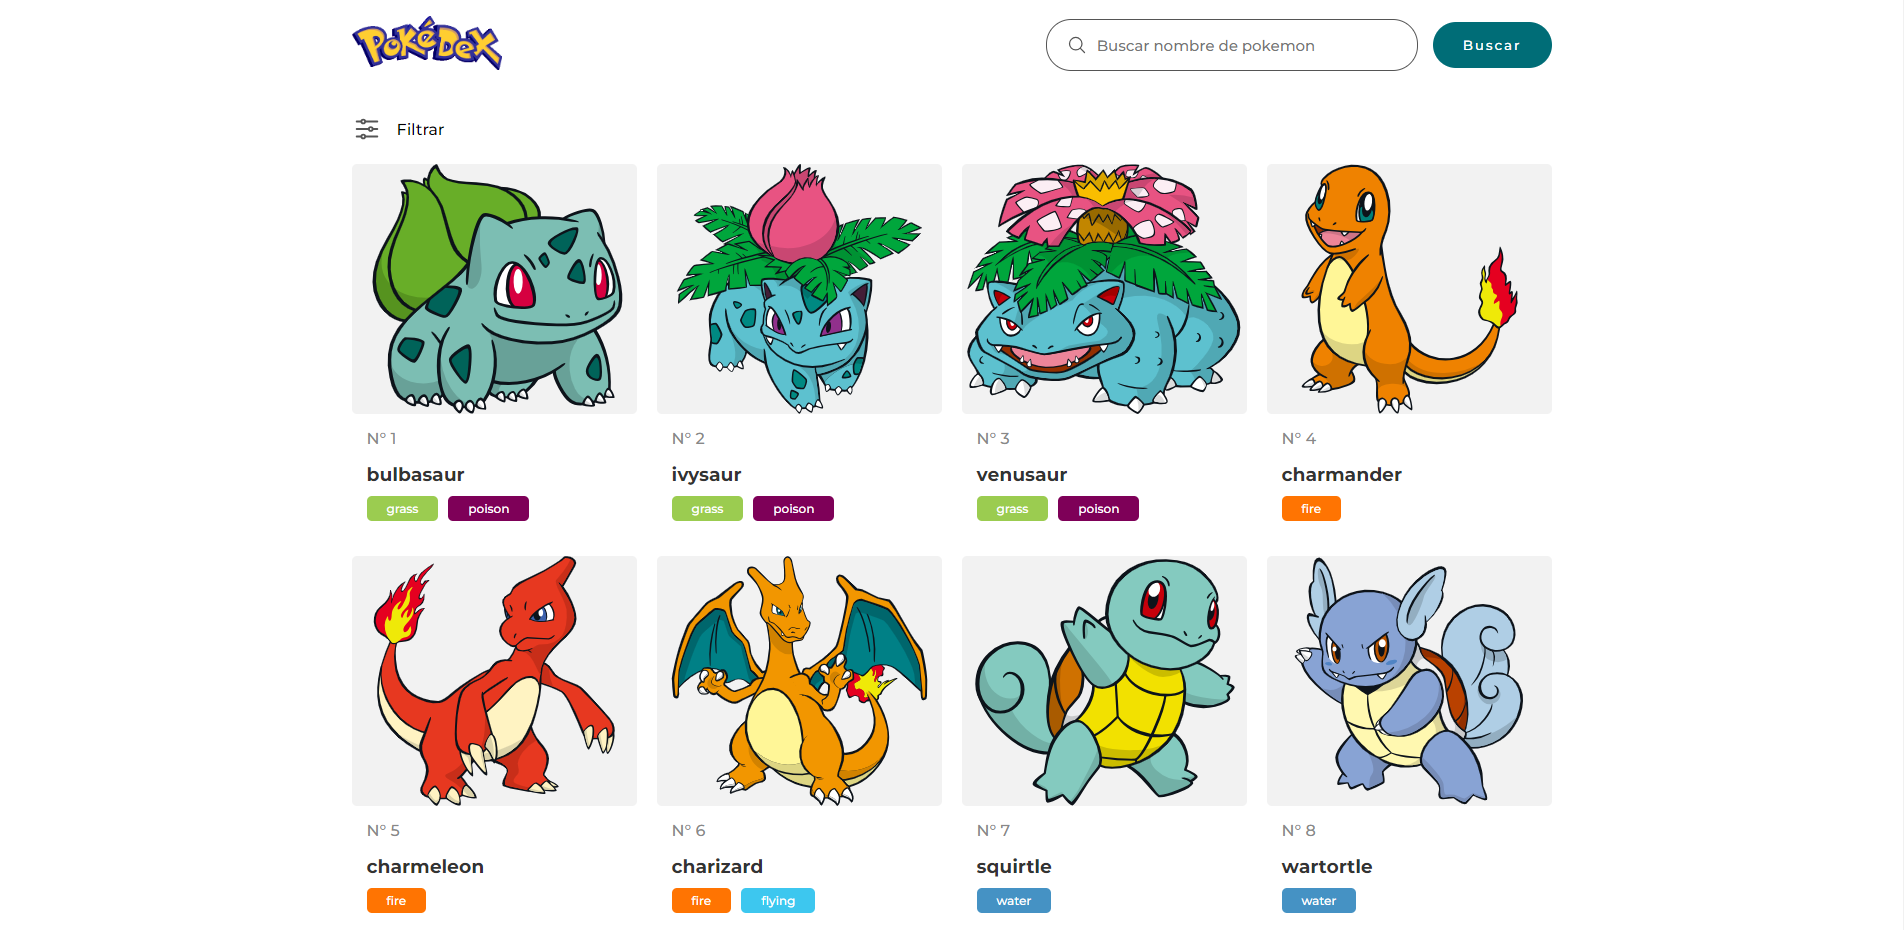 PokéDex
Buscar nombre de pokemon
Buscar
Filtrar
N° 1
bulbasaur
grass poison
N° 2
ivysaur
grass poison
N° 3
venusaur
grass poison
N° 4
charmander
fire
N° 5
charmeleon
fire
N° 6
charizard
fire flying
N° 7
squirtle
water
N° 8
wartortle
water